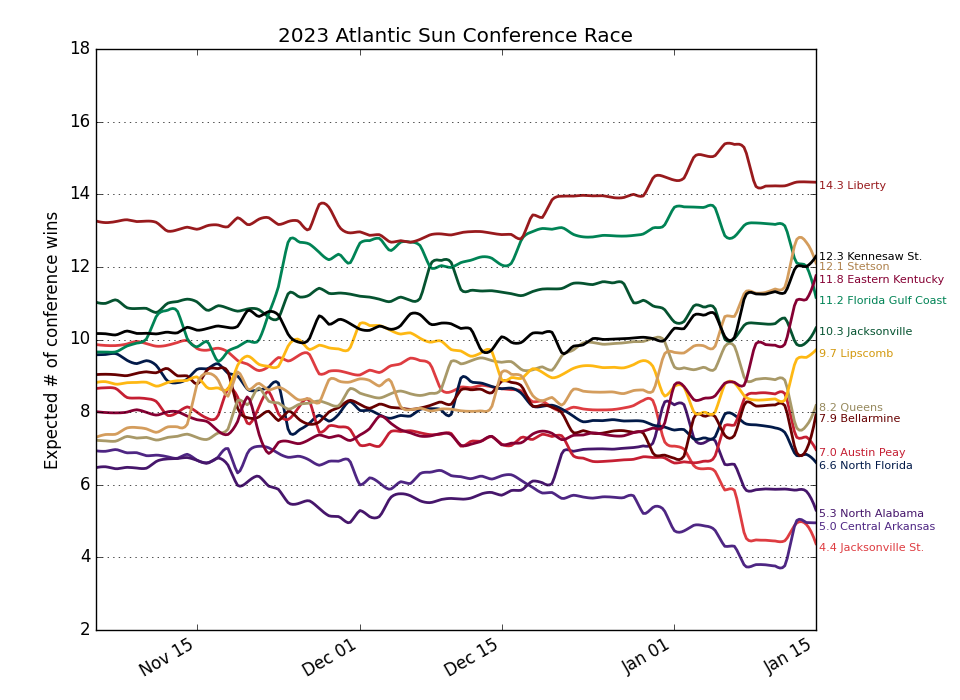 2023 Atlantic Sun Conference Race
Expected # of conference wins
18
16
14
12
10
8
6
4
2
Nov 15
Dec 01
Dec 15
Jan 01
Jan 15
14.3 Liberty
12.3 Kennesaw St.
12.1 Stetson
11.8 Eastern Kentucky
11.2 Florida Gulf Coast
10.3 Jacksonville
9.7 Lipscomb
8.2 Queens
7.9 Bellarmine
7.0 Austin Peay
6.6 North Florida
5.3 North Alabama
5.0 Central Arkansas
4.4 Jacksonville St.